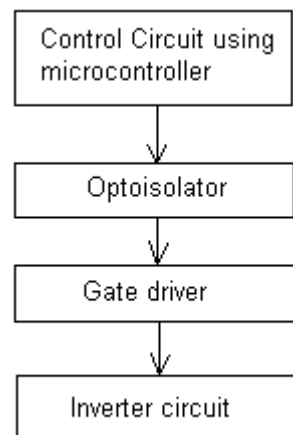 Control Circuit using
microcontroller
Optoisolator
Gate driver
Inverter circuit